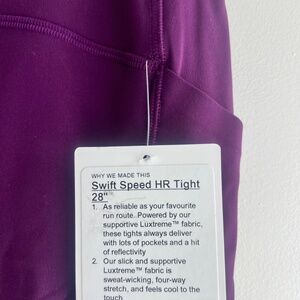 WHY WE MADE THIS
Swift Speed HR Tight
28"™
1. As reliable as your favourite
run route. Powered by our
supportive Luxtreme™ fabric,
these tights always deliver
with lots of pockets and a hit
of reflectivity
2. Our slick and supportive
Luxtreme™ fabric is
sweat-wicking, four-way
stretch, and feels cool to the
touch